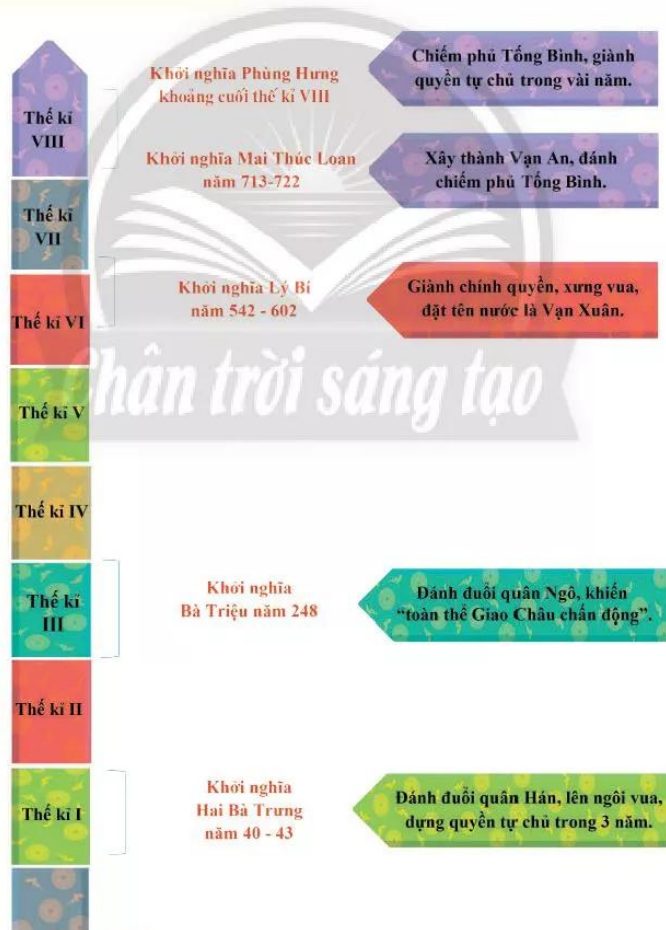 Thế kỉ
VIII
Khởi nghĩa Phùng Hưng
khoảng cuối thế kỉ VIII
Chiếm phủ Tống Bình, giành
quyền tự chủ trong vài năm.
Khởi nghĩa Mai Thúc Loan
năm 713-722
Xây thành Vạn An, đánh
chiếm phủ Tống Bình.
Thế kỉ
VII
Thế kỉ VI
Khởi nghĩa Lý Bí
năm 542 - 602
Giành chính quyền, xưng vua,
đặt tên nước là Vạn Xuân.
Chân trời sáng tạo
Thế kỉ V
Thế kỉ IV
Thế kỉ
III
Khởi nghĩa
Bà Triệu năm 248
Đánh đuổi quân Ngô, khiến
“toàn thể Giao Châu chấn động”.
Thế kỉ II
Thế kỉ I
Khởi nghĩa
Hai Bà Trưng
năm 40 - 43
Đánh đuổi quân Hán, lên ngôi vua,
dựng quyền tự chủ trong 3 năm.